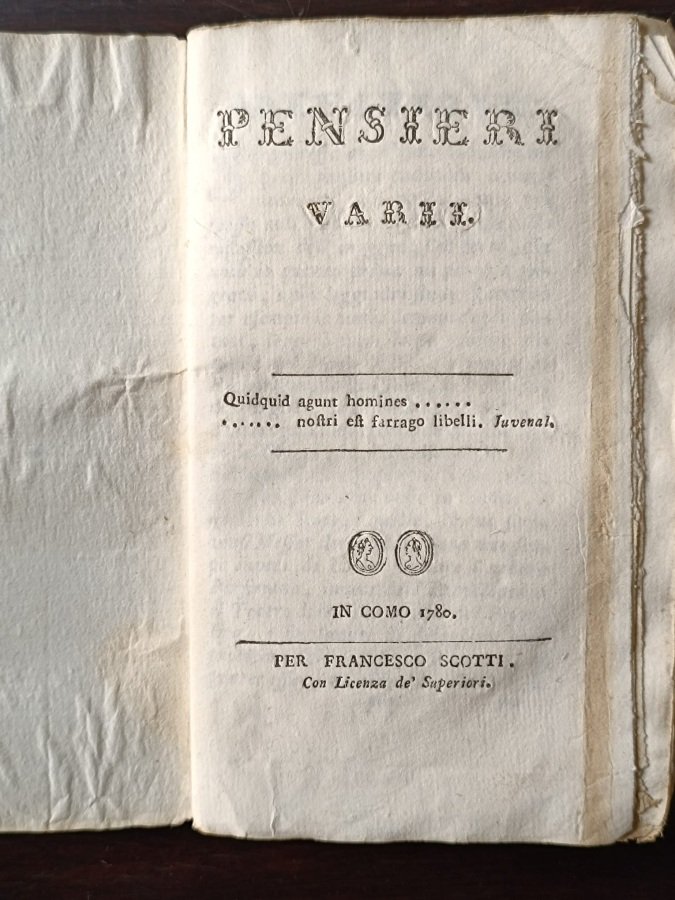 PENSIERI
VARII.
Quidquid agunt homines ......
....... noſtri eſt farrago libelli. Juvenal.
IN COMO 1780.
PER FRANCESCO SCOTTI.
Con Licenza de' Superiori.